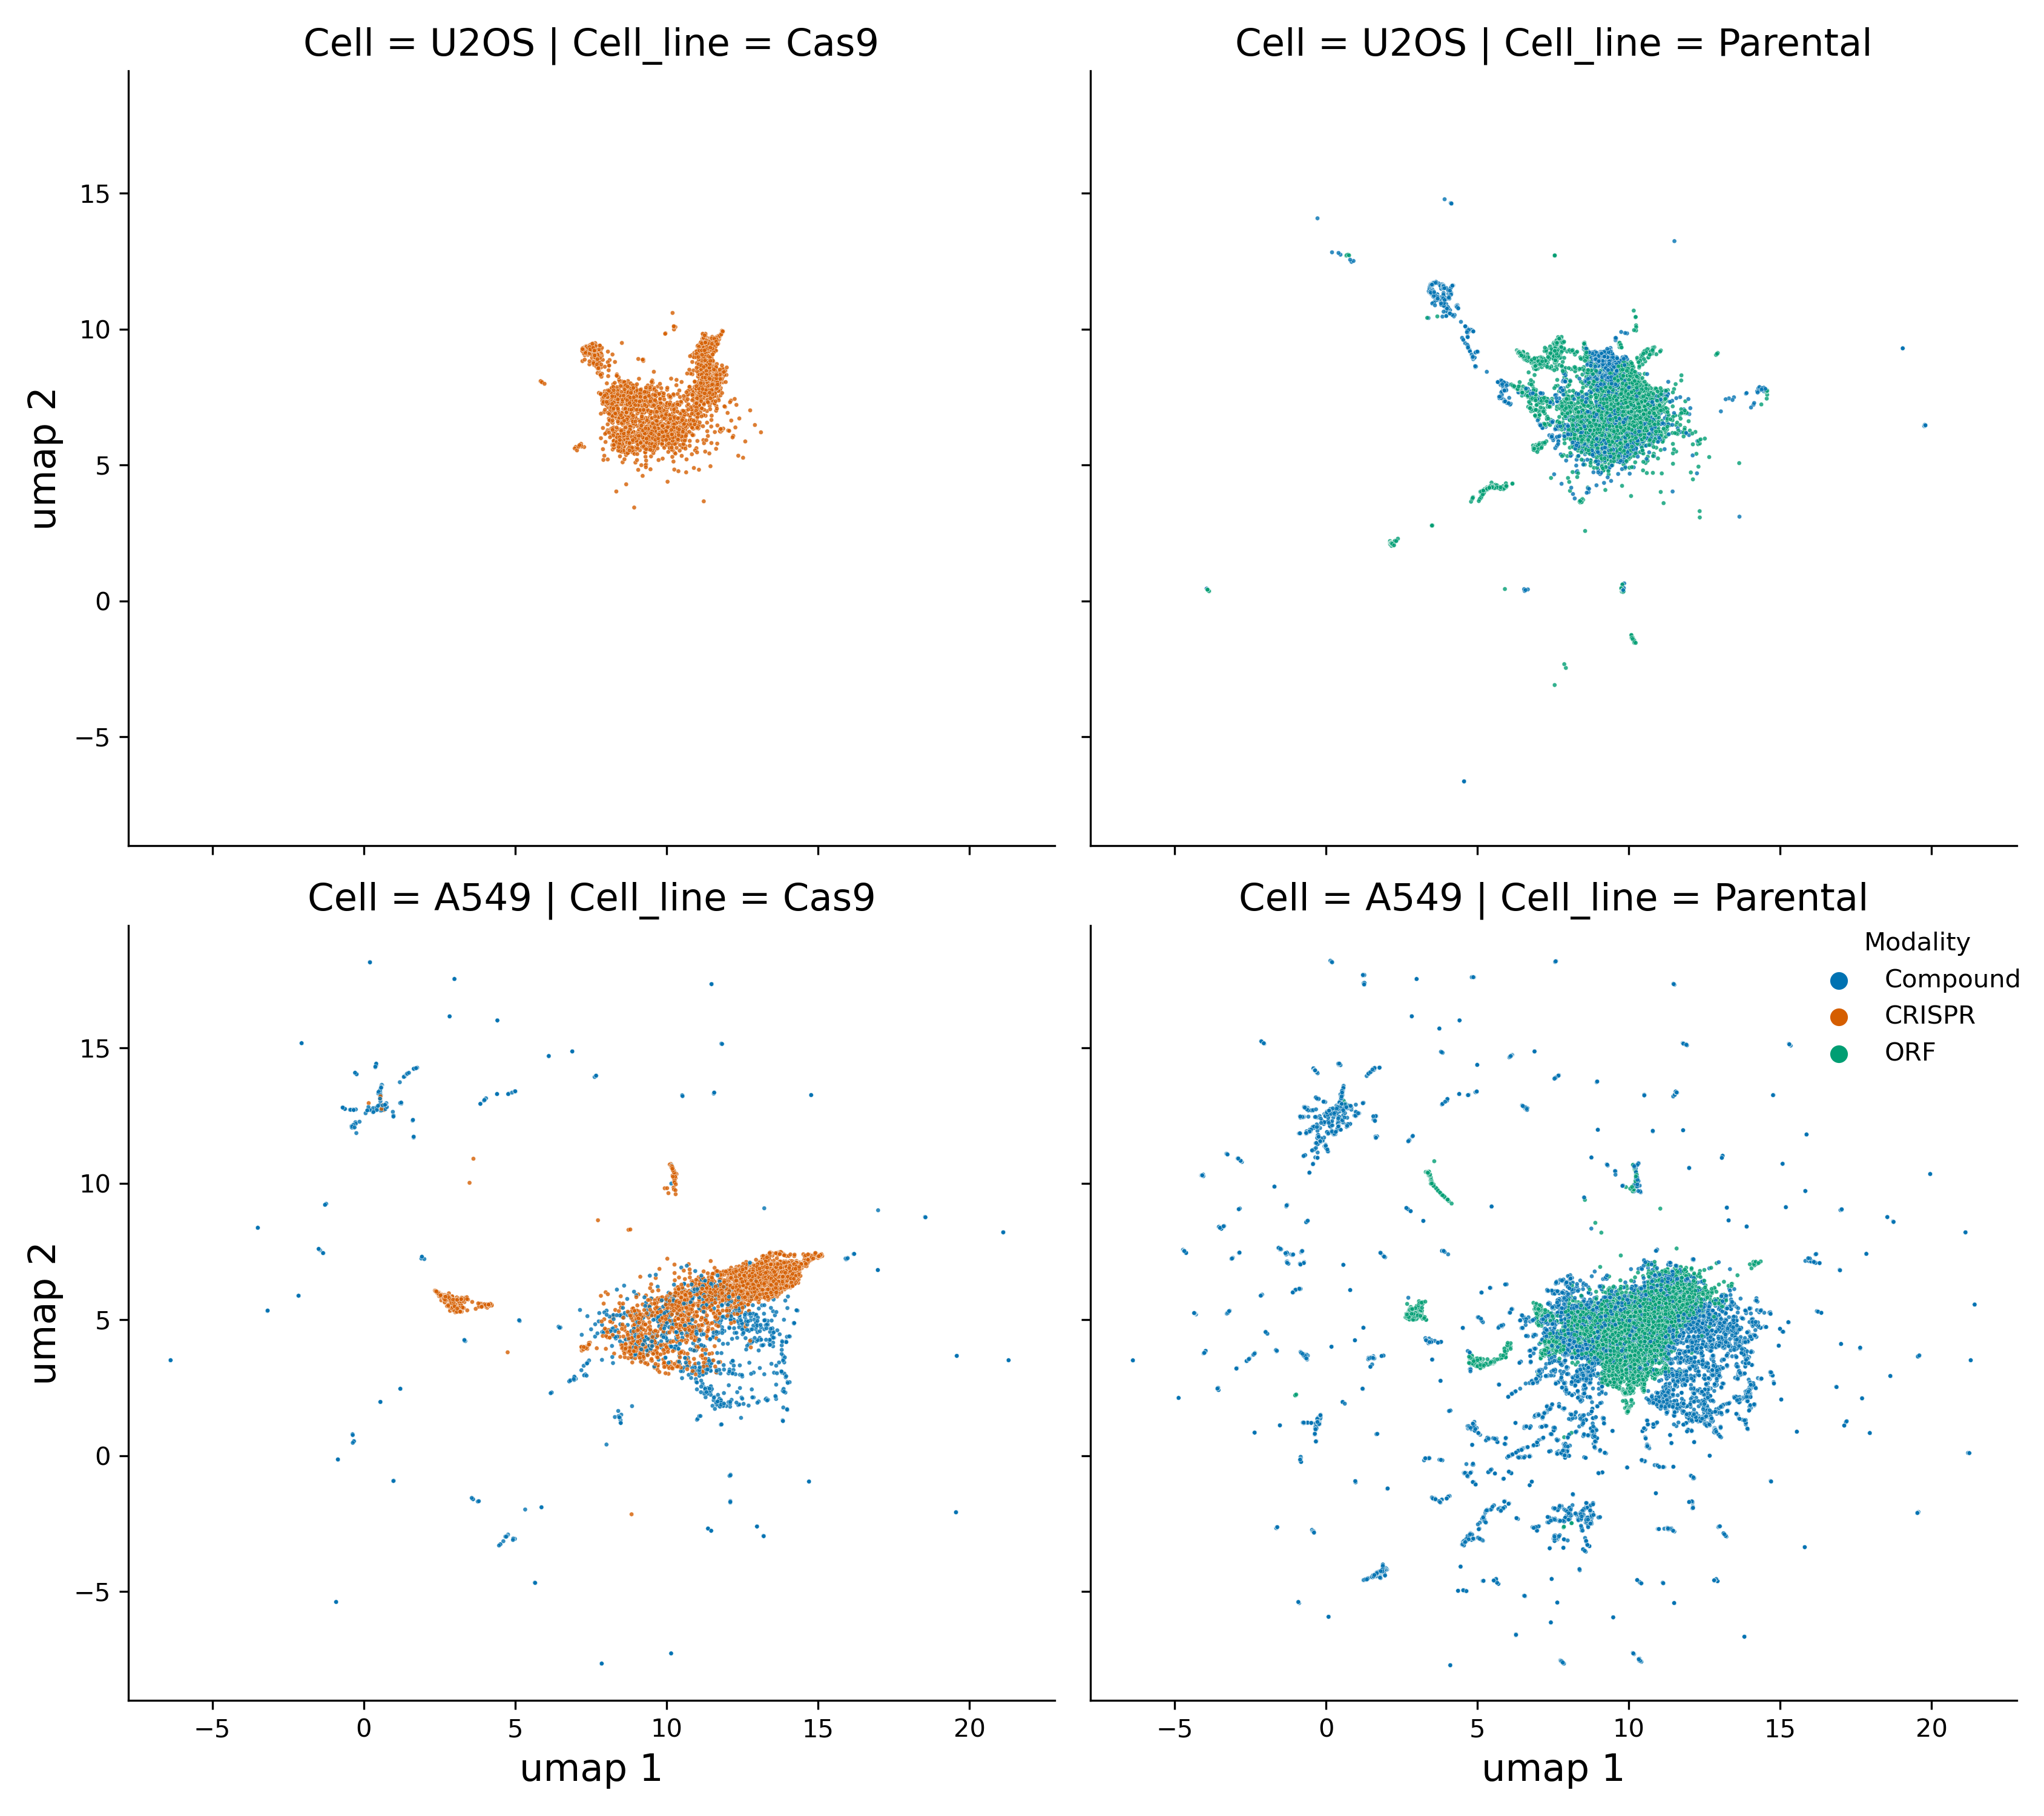 Cell = U2OS | Cell_line = Cas9
Cell = U2OS | Cell_line = Parental
umap 2
15
10
5
0
−5
Cell = A549 | Cell_line = Cas9
Cell = A549 | Cell_line = Parental
Modality
Compound
CRISPR
ORF
umap 2
15
10
5
0
−5
−5 0 5 10 15 20
−5 0 5 10 15 20
umap 1
umap 1